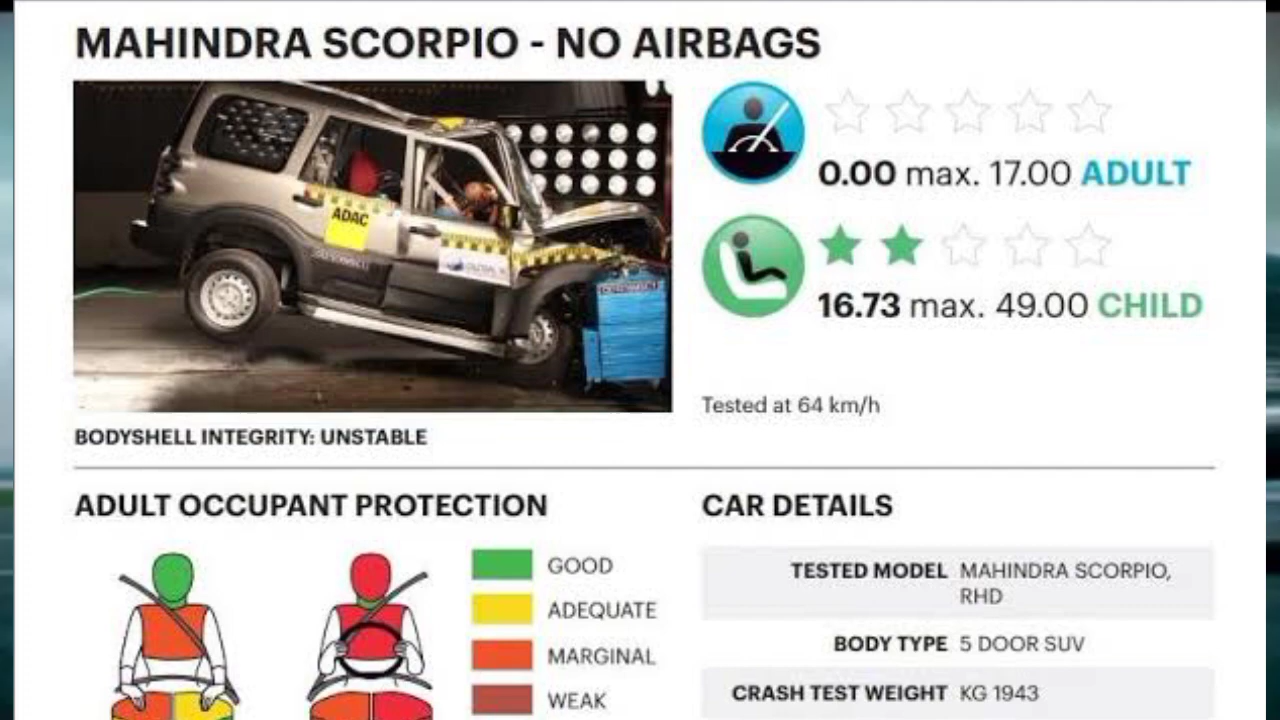 MAHINDRA SCORPIO - NO AIRBAGS
ADAC
0.00 max. 17.00 ADULT
16.73 max. 49.00 CHILD
Tested at 64 km/h
BODYSHELL INTEGRITY: UNSTABLE
ADULT OCCUPANT PROTECTION
GOOD
ADEQUATE
MARGINAL
WEAK
CAR DETAILS
TESTED MODEL MAHINDRA SCORPIO,
RHD
BODY TYPE 5 DOOR SUV
CRASH TEST WEIGHT KG 1943